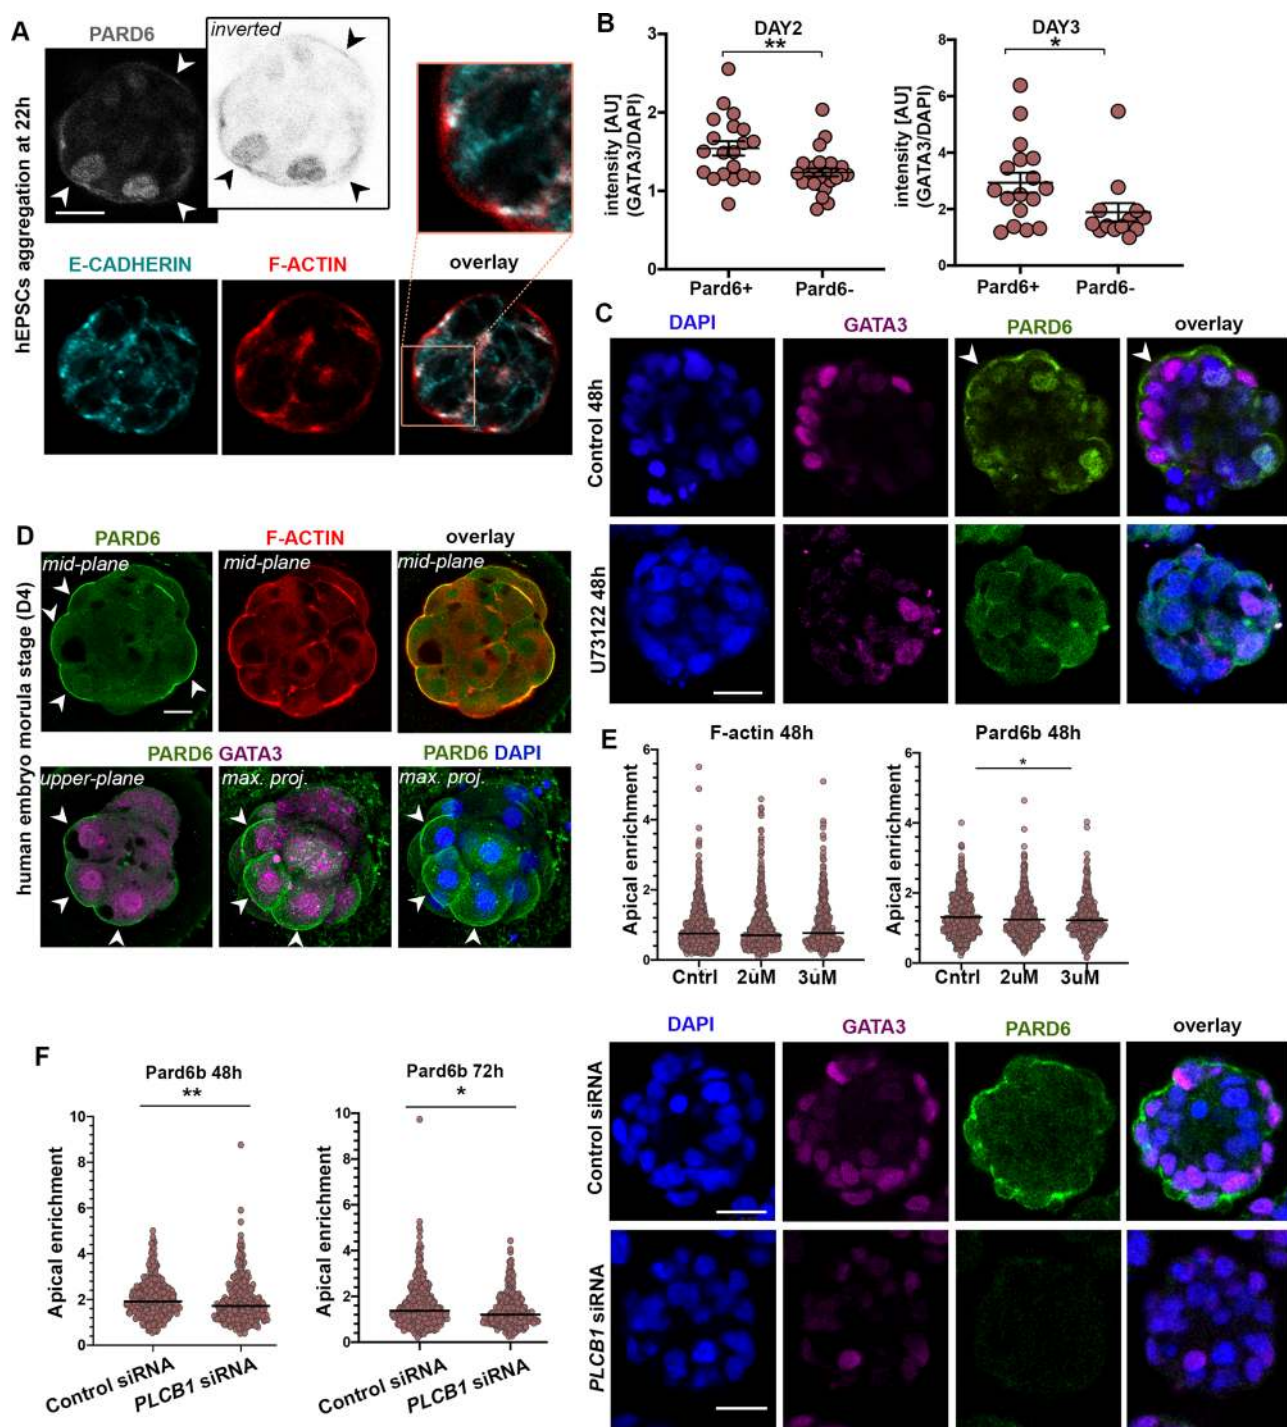 A
PARD6
inverted
hEPSCs aggregation at 22h
E-CADHERIN
F-ACTIN
overlay
B
DAY2
**
3
2
1
0
intensity [AU]
(GATA3/DAPI)
Pard6+
Pard6-
DAY3
*
8
6
4
2
0
intensity [AU]
(GATA3/DAPI)
Pard6+
Pard6-
C
DAPI
GATA3
PARD6
overlay
Control 48h
U73122 48h
D
PARD6
F-ACTIN
overlay
mid-plane
mid-plane
mid-plane
human embryo morula stage (D4)
PARD6 GATA3
PARD6 DAPI
upper-plane
max. proj.
max. proj.
E
F-actin 48h
6
4
2
0
Apical enrichment
Cntrl
2uM
3uM
Pard6b 48h
*
6
4
2
0
Apical enrichment
Cntrl
2uM
3uM
F
Pard6b 48h
**
10
8
6
4
2
0
Apical enrichment
Control siRNA
PLCB1 siRNA
Pard6b 72h
*
10
8
6
4
2
0
Apical enrichment
Control siRNA
PLCB1 siRNA
DAPI
GATA3
PARD6
overlay
Control siRNA
PLCB1 siRNA